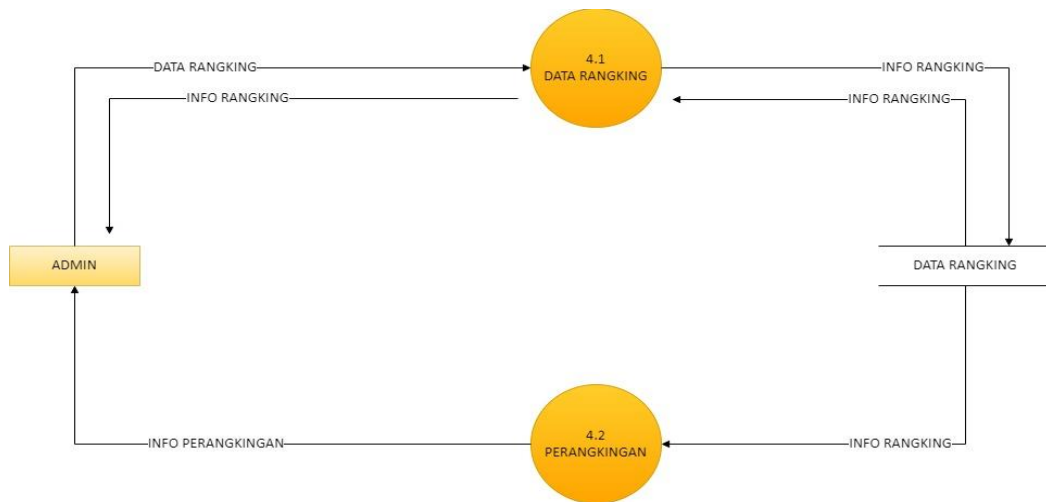 4.1
DATA RANGKING
DATA RANGKING
INFO RANGKING
INFO RANGKING
INFO RANGKING
ADMIN
DATA RANGKING
4.2
PERANGKINGAN
INFO PERANGKINGAN
INFO RANGKING